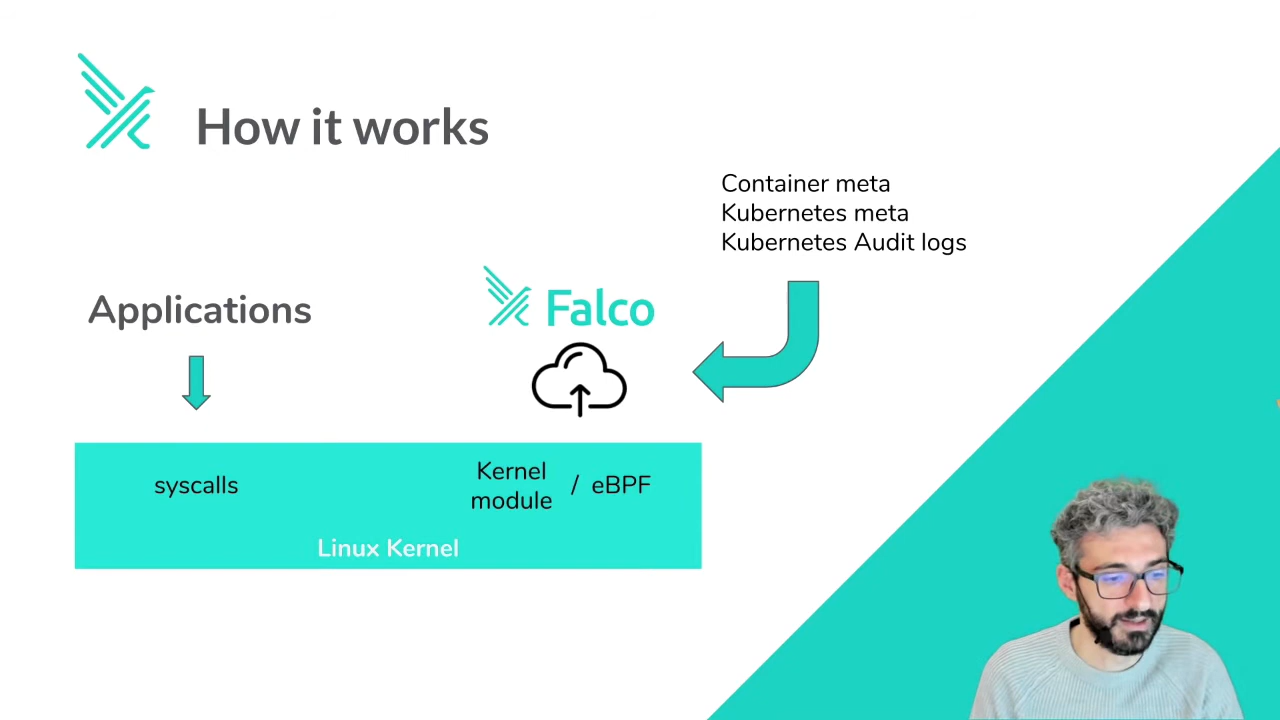 How it works
Container meta
Kubernetes meta
Kubernetes Audit logs
Applications
Falco
syscalls
Kernel
module / eBPF
Linux Kernel